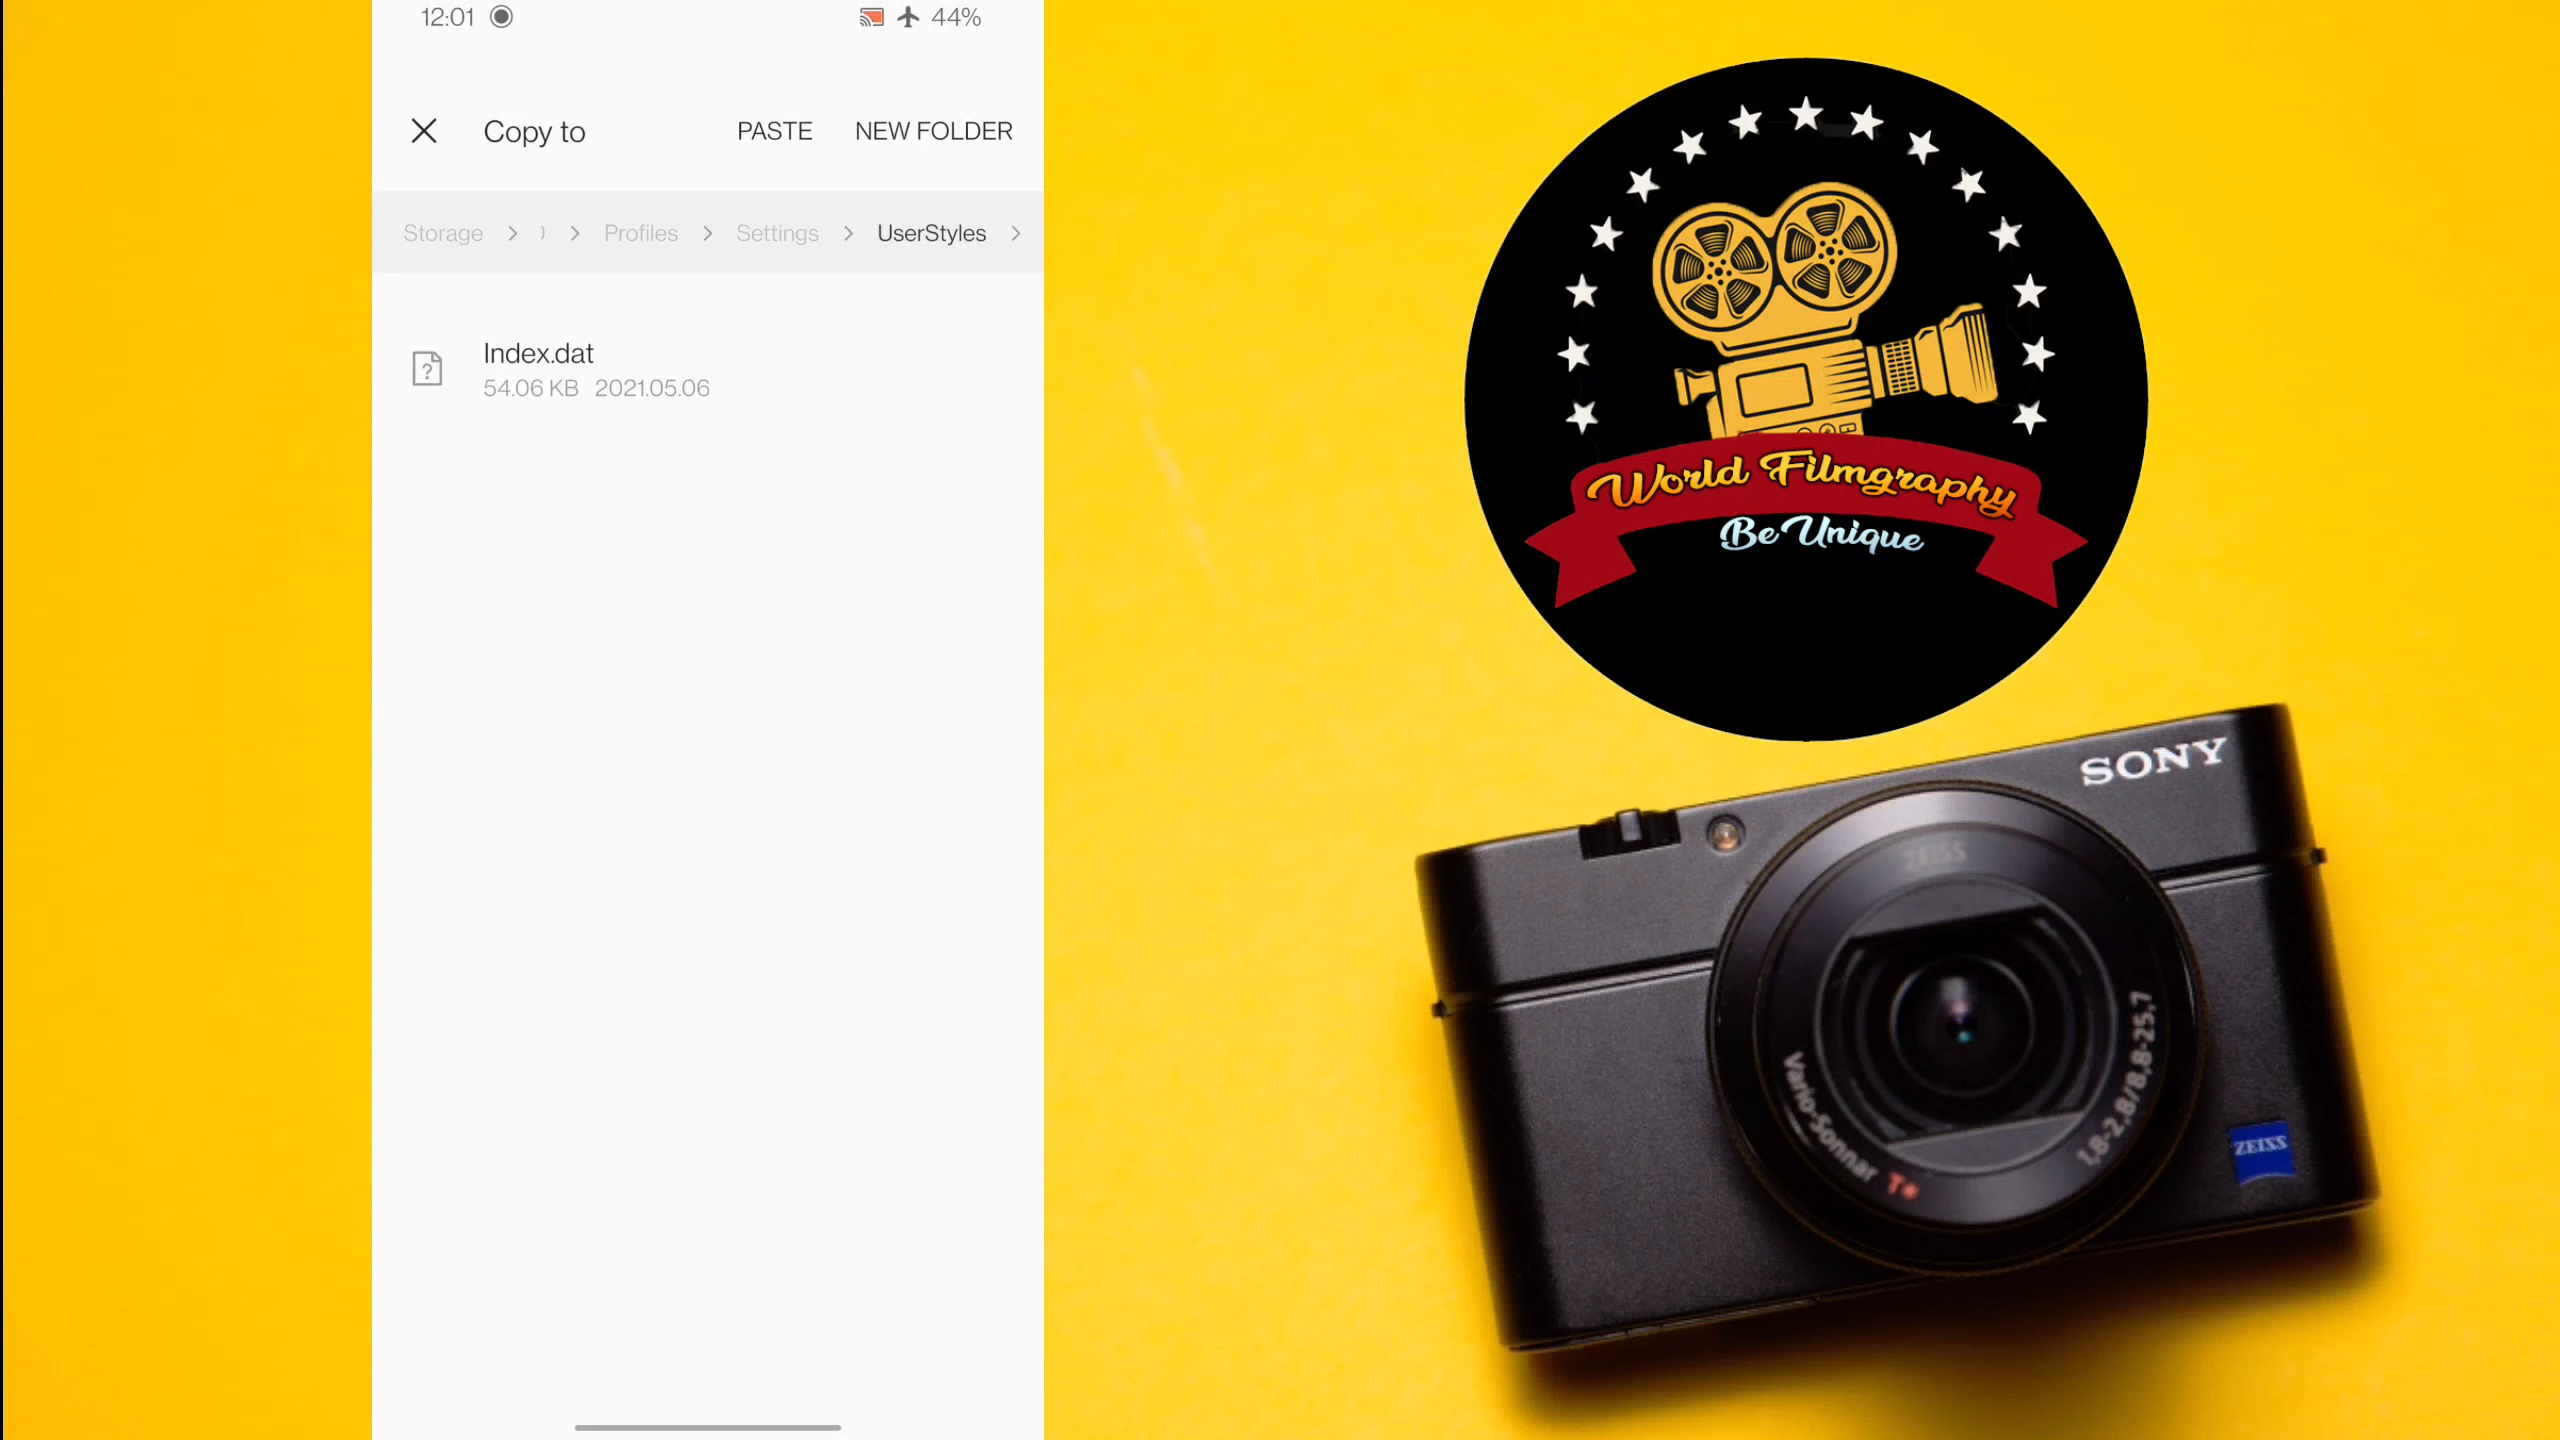 12:01 44%
Copy to PASTE NEW FOLDER
Storage > ) > Profiles > Settings > UserStyles >
Index.dat
54.06 KB 2021.05.06
World Filmgraphy
Be Unique
SONY
ZEISS
Vario-Sonnar T* 1,8-2,8/8,8-25,7
ZEISS